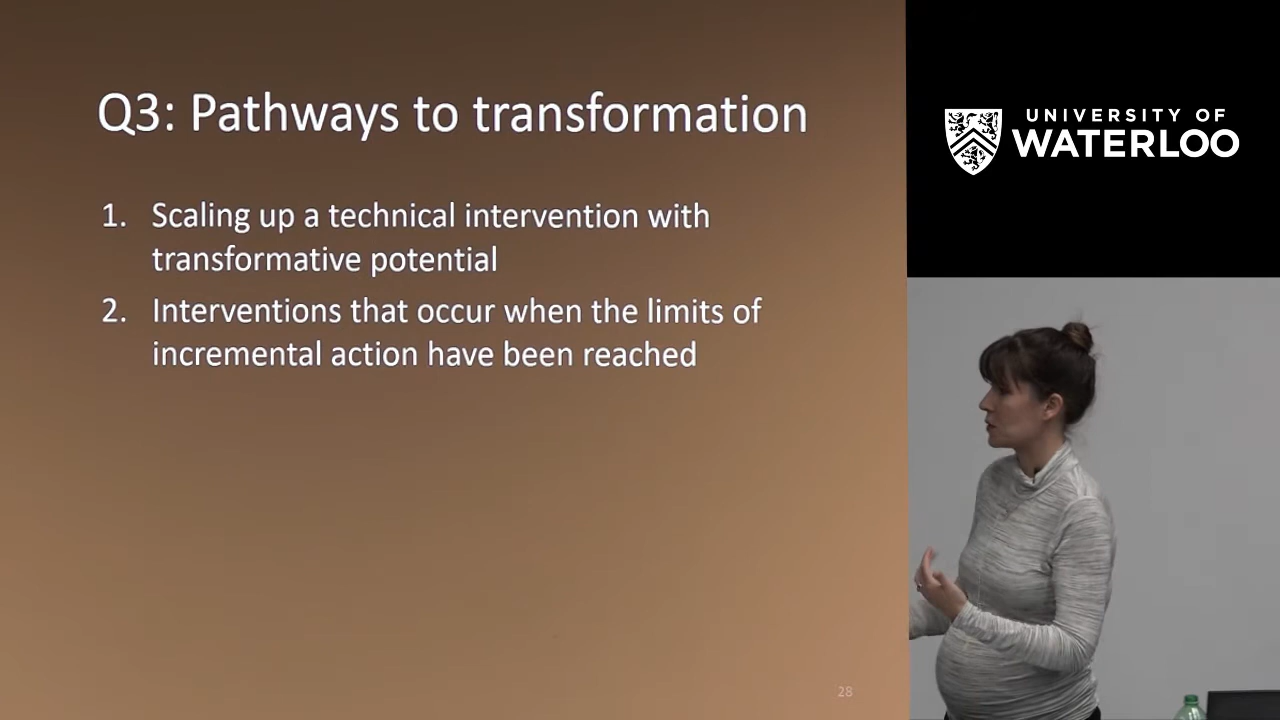 Q3: Pathways to transformation
1. Scaling up a technical intervention with
transformative potential
2. Interventions that occur when the limits of
incremental action have been reached
28
UNIVERSITY OF
WATERLOO